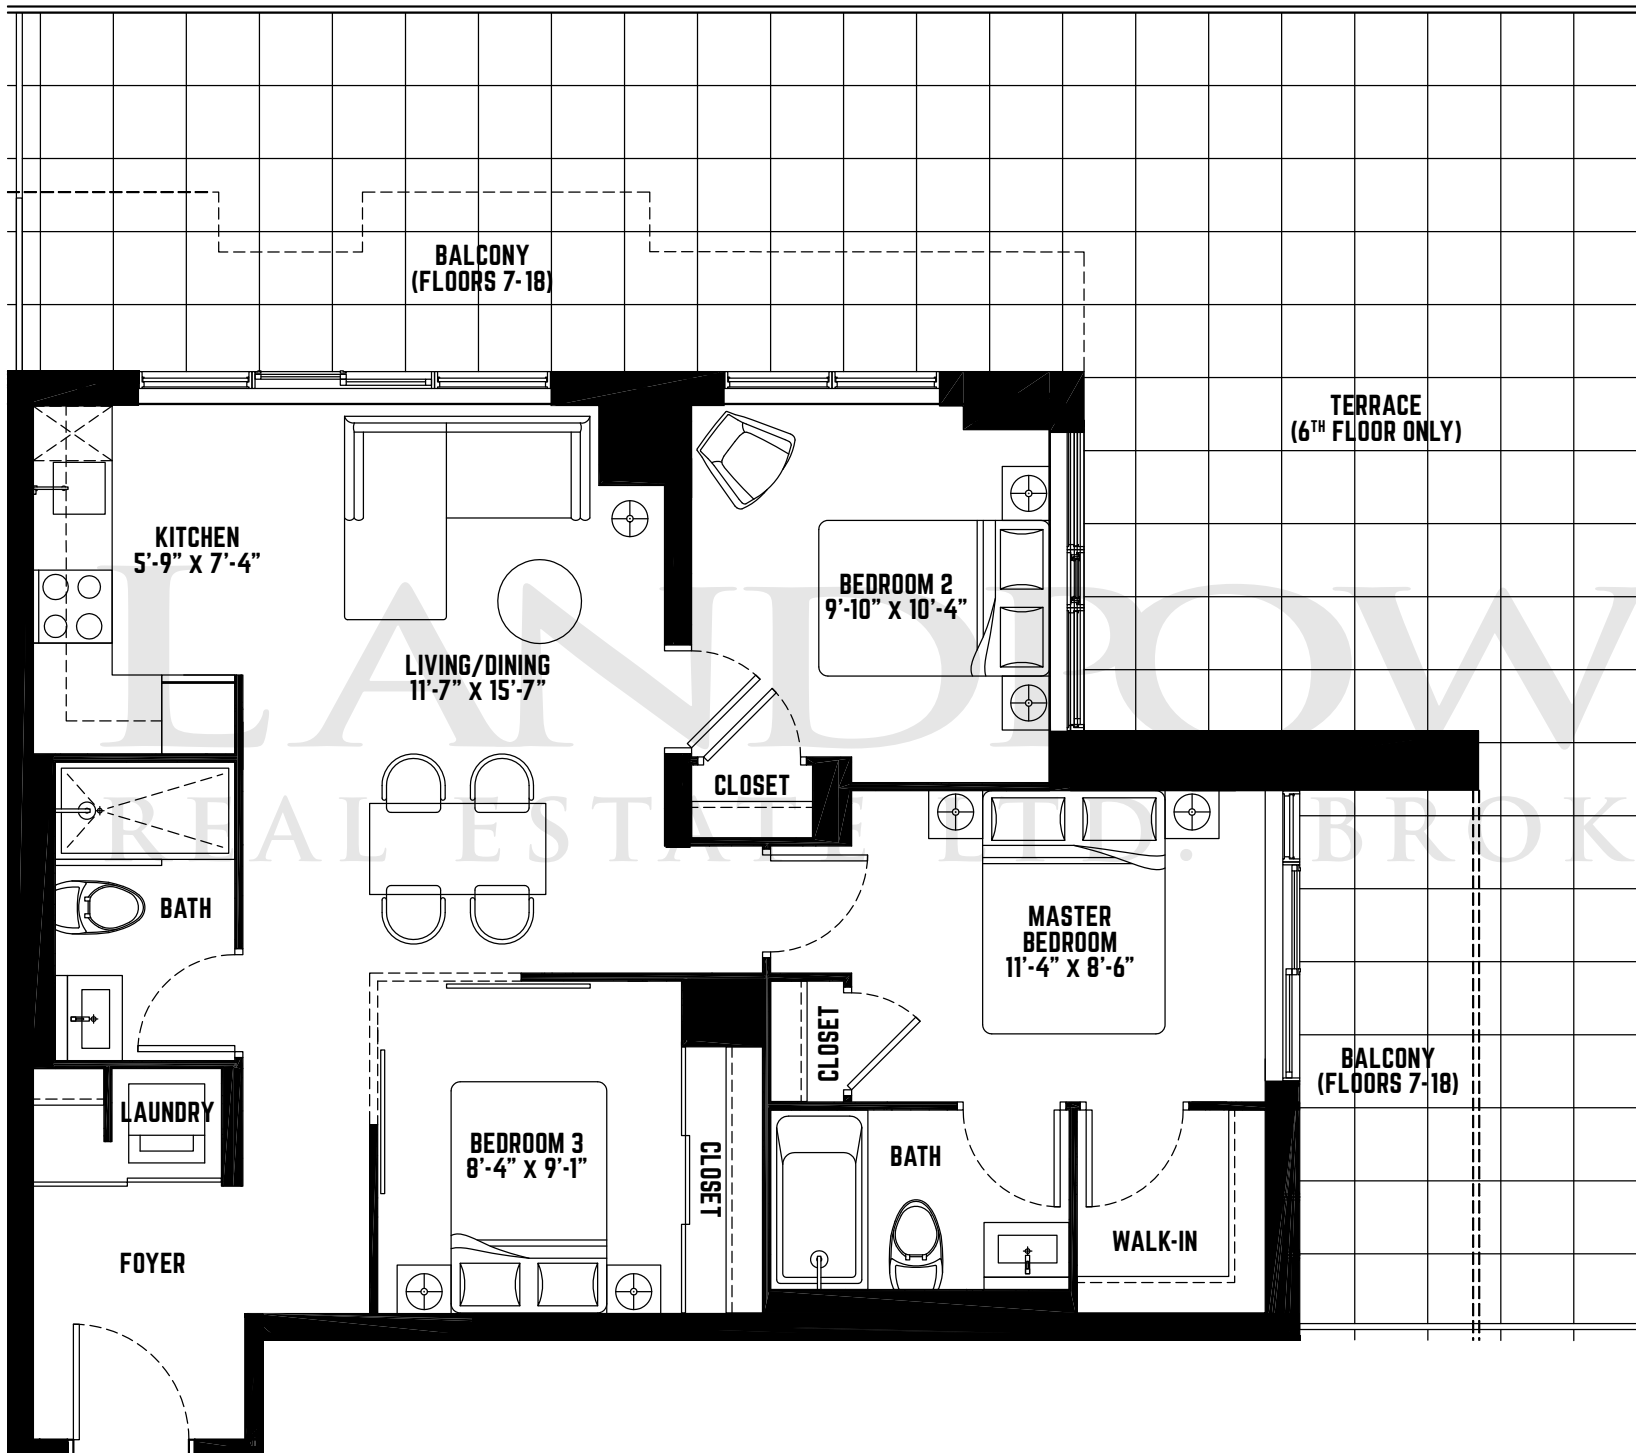 BALCONY
(FLOORS 7-18)
TERRACE
(6TH FLOOR ONLY)
KITCHEN
5'-9" X 7'-4"
BEDROOM 2
9'-10" X 10'-4"
LIVING/DINING
11'-7" X 15'-7"
LANDPOW
CLOSET
REAL ESTATE LTD. BROK
BATH
MASTER
BEDROOM
11'-4" X 8'-6"
CLOSET
BALCONY
(FLOORS 7-18)
LAUNDRY
BEDROOM 3
8'-4" X 9'-1"
CLOSET
BATH
WALK-IN
FOYER